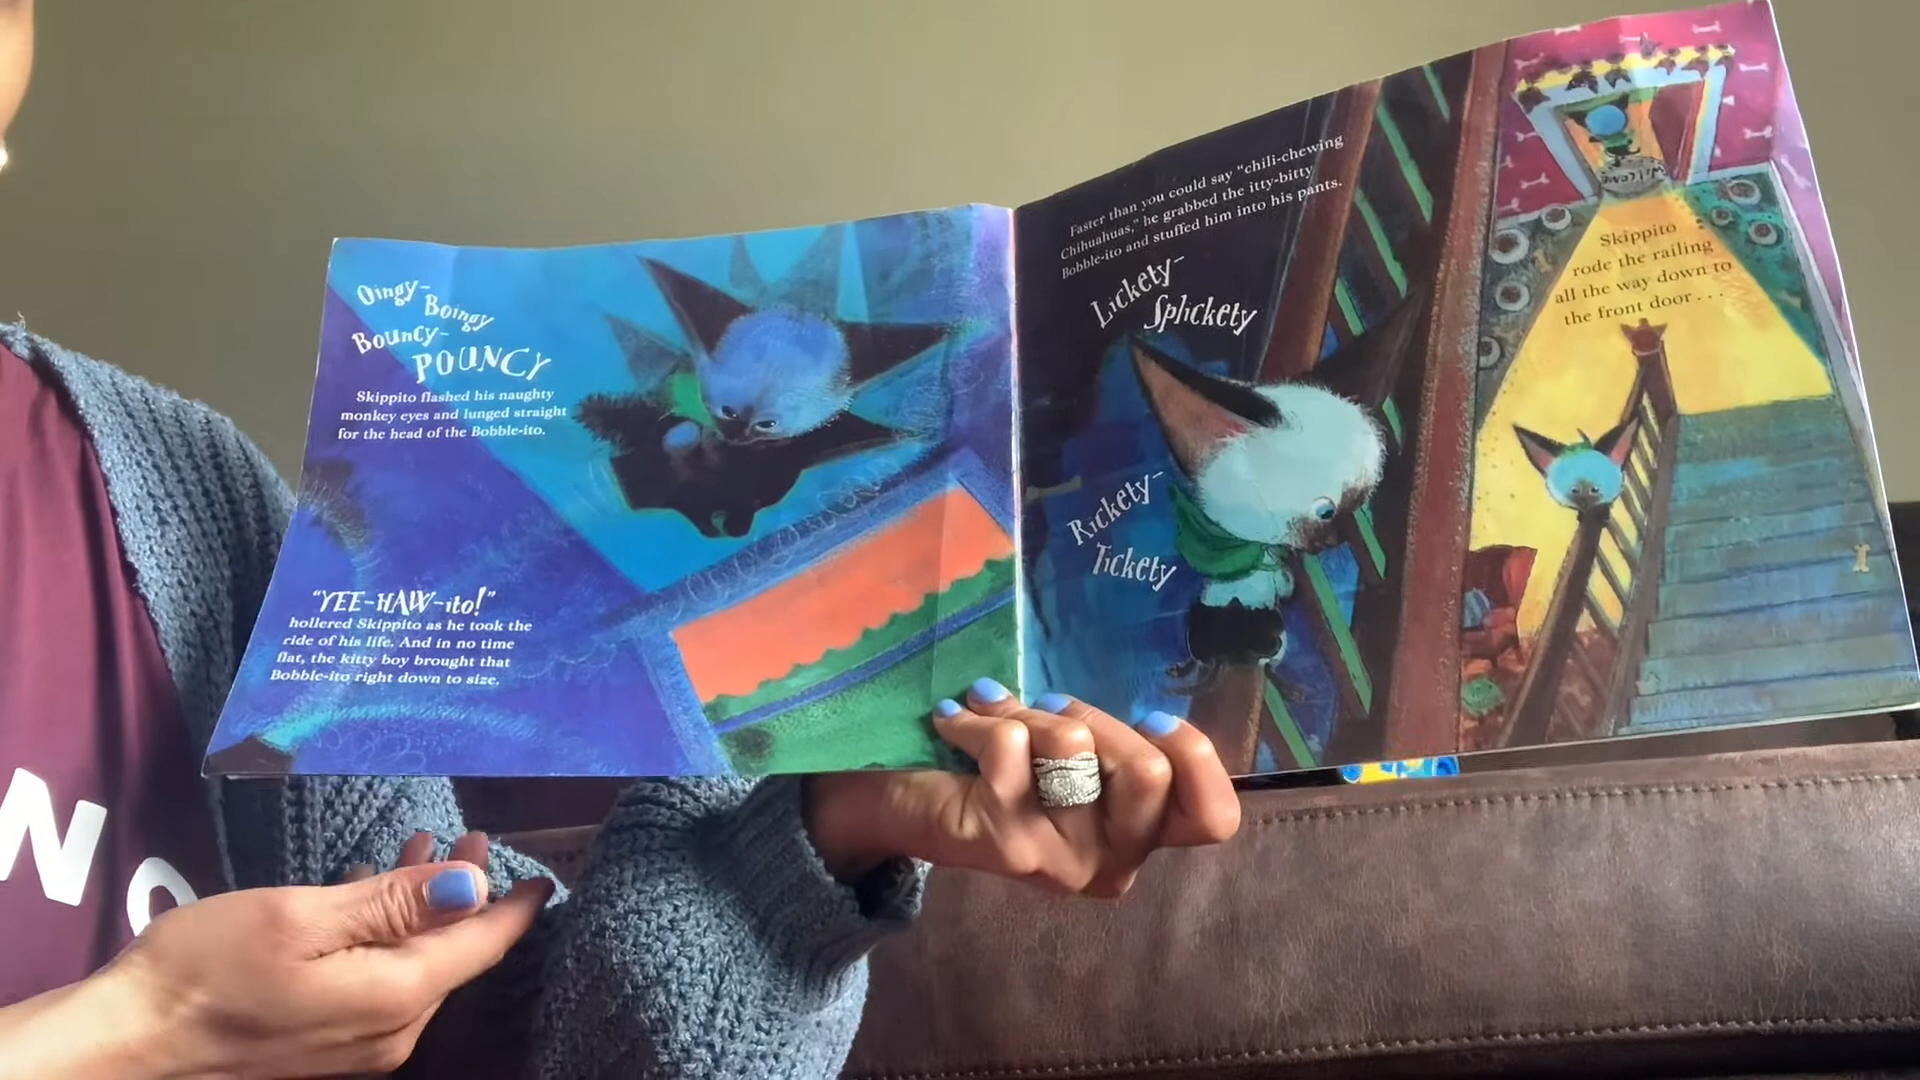 Oingy-
Boingy
Bouncy-
POUNCY
Skippito flashed his naughty
monkey eyes and lunged straight
for the head of the Bobble-ito.
"YEE-HAW-ito!"
hollered Skippito as he took the
ride of his life. And in no time
flat, the kitty boy brought that
Bobble-ito right down to size.
Faster than you could say "chili-chewing
Chihuahuas," he grabbed the itty-bitty
Bobble-ito and stuffed him into his pants.
Lickety-
Splickety
Rickety-
Tickety
Skippito
rode the railing
all the way down to
the front door . . .
WELCOME
NO